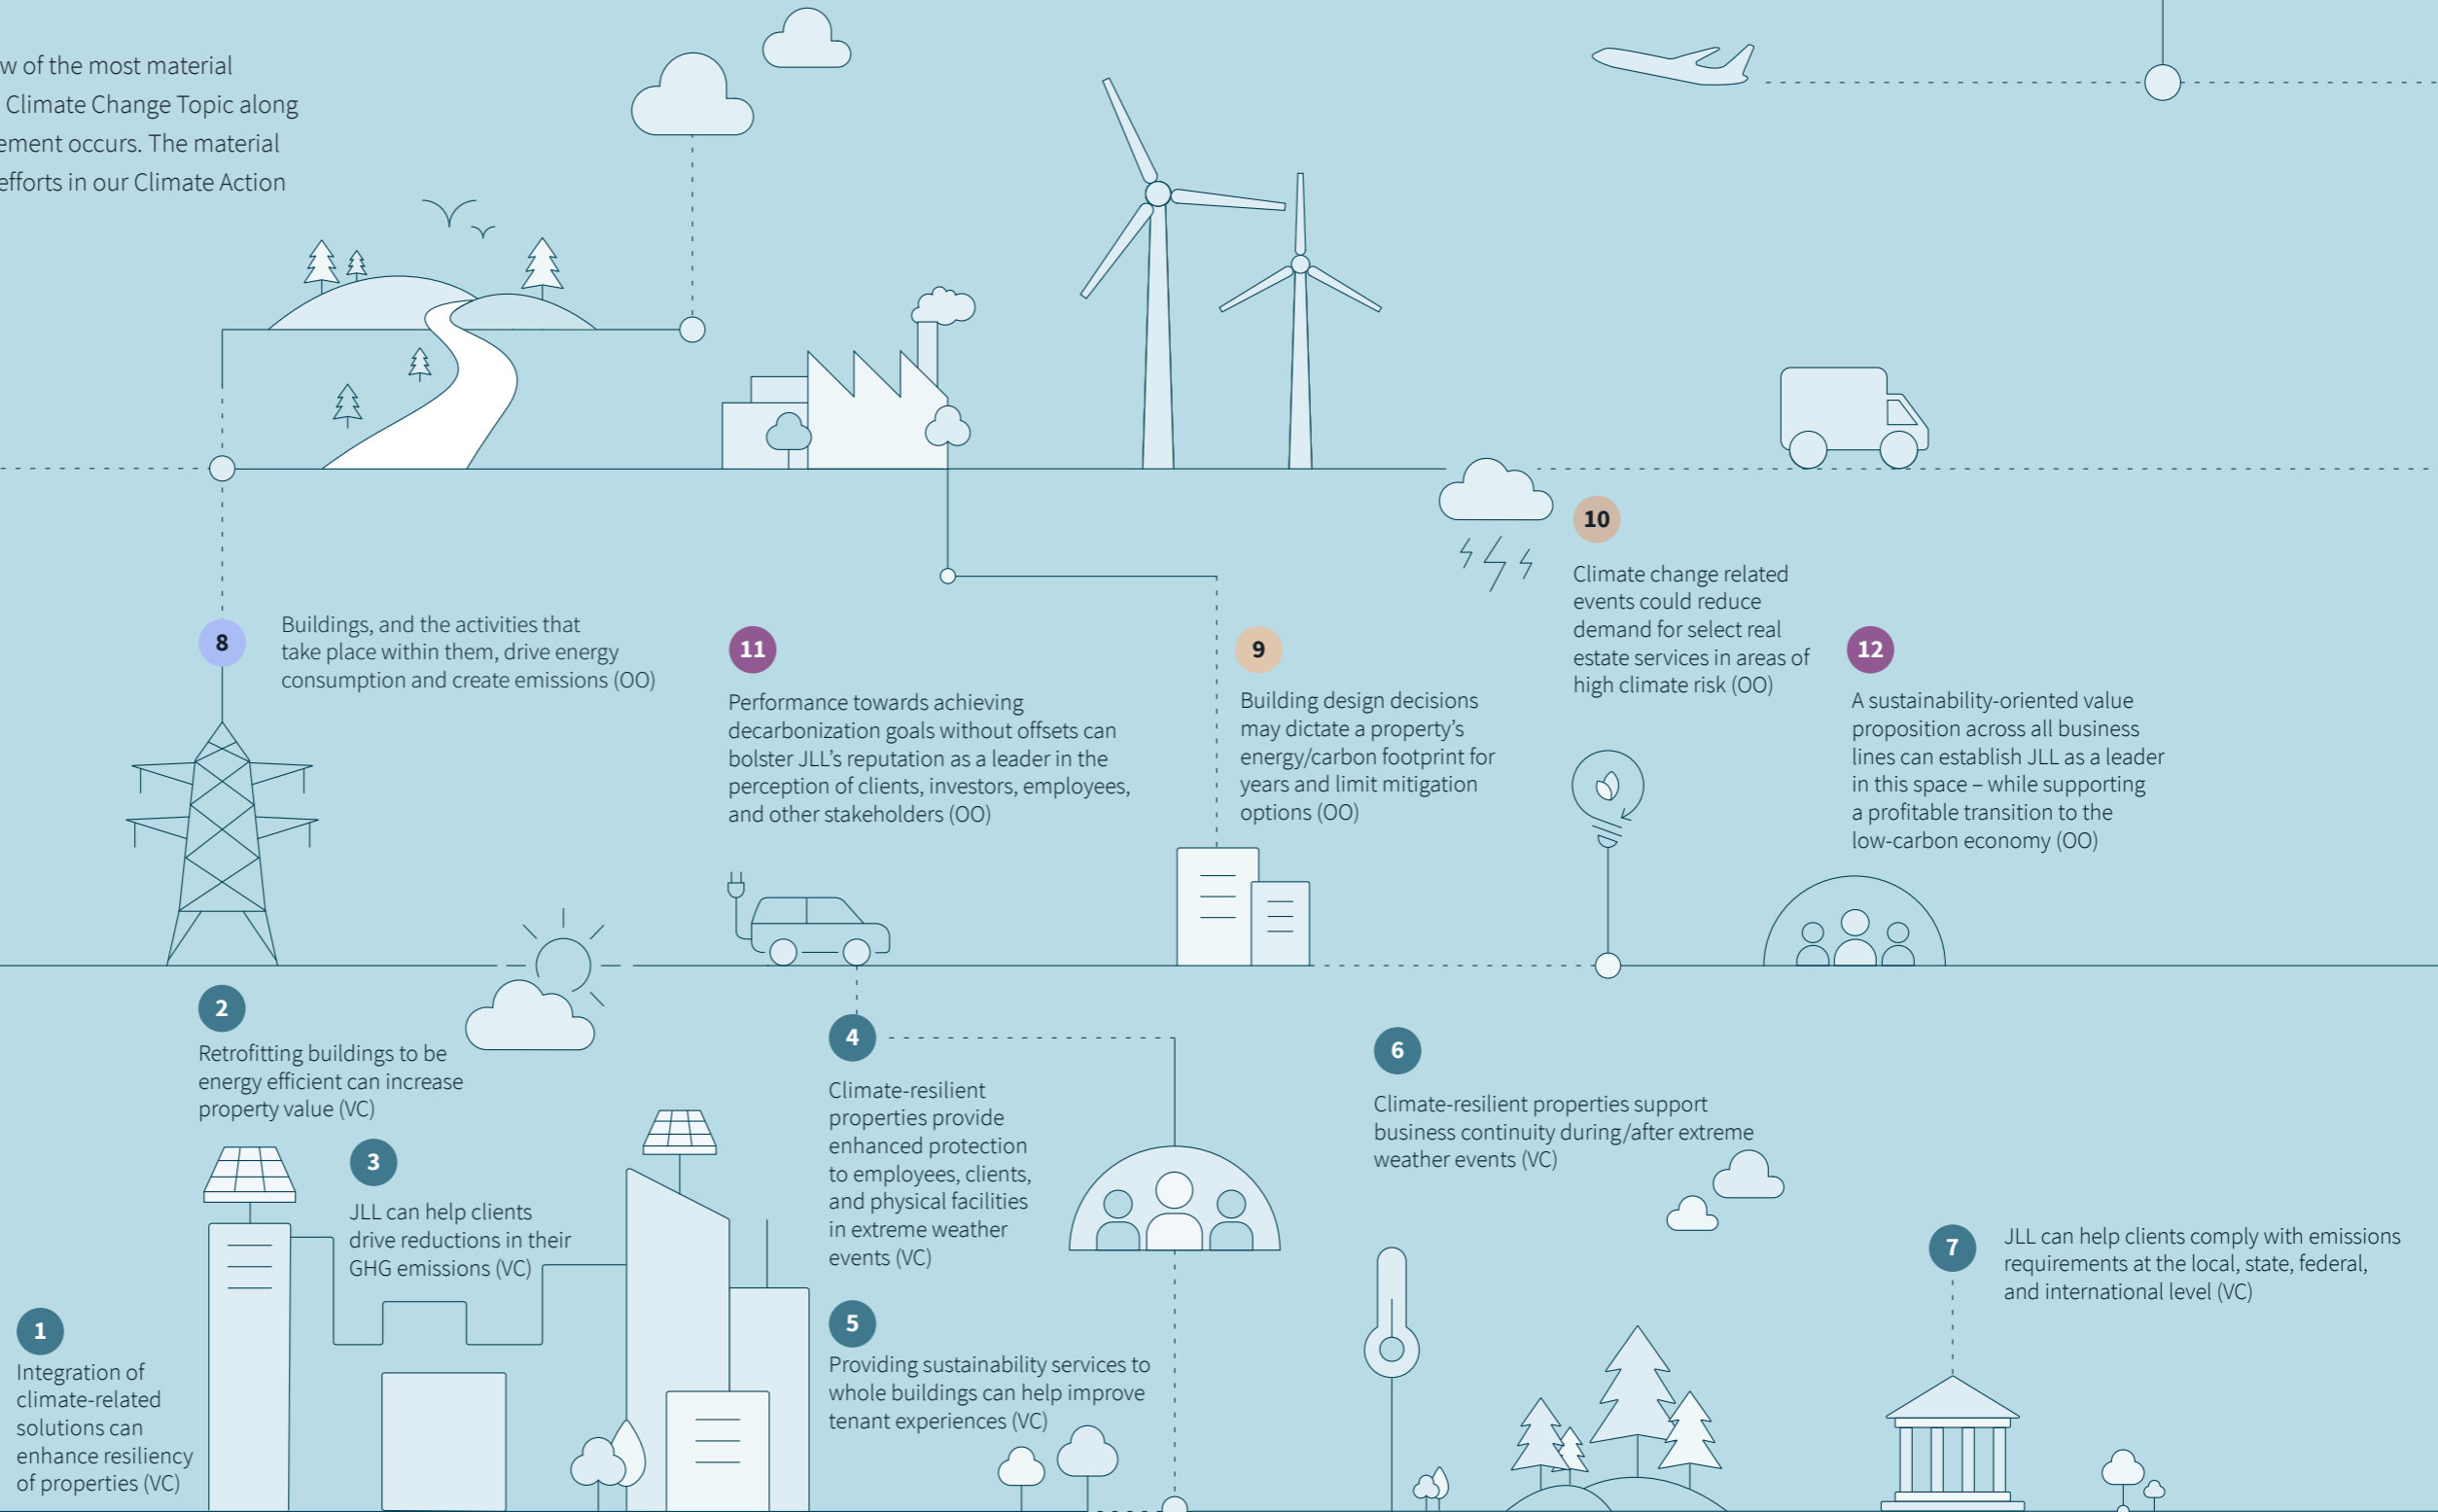 w of the most material
Climate Change Topic along
ement occurs. The material
efforts in our Climate Action
10
Climate change related
events could reduce
demand for select real
estate services in areas of
high climate risk (OO)
8
Buildings, and the activities that
take place within them, drive energy
consumption and create emissions (OO)
11
Performance towards achieving
decarbonization goals without offsets can
bolster JLL’s reputation as a leader in the
perception of clients, investors, employees,
and other stakeholders (OO)
9
Building design decisions
may dictate a property’s
energy/carbon footprint for
years and limit mitigation
options (OO)
12
A sustainability-oriented value
proposition across all business
lines can establish JLL as a leader
in this space – while supporting
a profitable transition to the
low-carbon economy (OO)
2
Retrofitting buildings to be
energy efficient can increase
property value (VC)
3
JLL can help clients
drive reductions in their
GHG emissions (VC)
1
Integration of
climate-related
solutions can
enhance resiliency
of properties (VC)
4
Climate-resilient
properties provide
enhanced protection
to employees, clients,
and physical facilities
in extreme weather
events (VC)
5
Providing sustainability services to
whole buildings can help improve
tenant experiences (VC)
6
Climate-resilient properties support
business continuity during/after extreme
weather events (VC)
7
JLL can help clients comply with emissions
requirements at the local, state, federal,
and international level (VC)